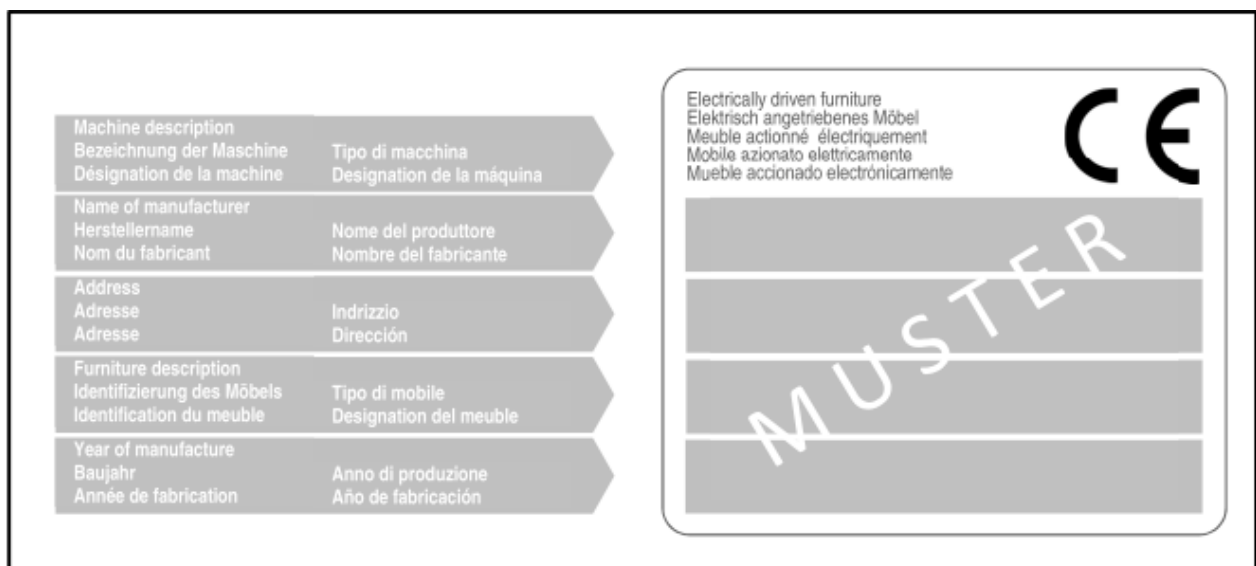 Machine description
Bezeichnung der Maschine
Désignation de la machine
Tipo di macchina
Designation de la máquina
Name of manufacturer
Herstellername
Nom du fabricant
Nome del produttore
Nombre del fabricante
Address
Adresse
Adresse
Indrizzio
Dirección
Furniture description
Identifizierung des Möbels
Identification du meuble
Tipo di mobile
Designation del meuble
Year of manufacture
Baujahr
Année de fabrication
Anno di produzione
Año de fabricación
Electrically driven furniture
Elektrisch angetriebenes Möbel
Meuble actionné électriquement
Mobile azionato elettricamente
Mueble accionado electrónicamente
CE
MUSTER